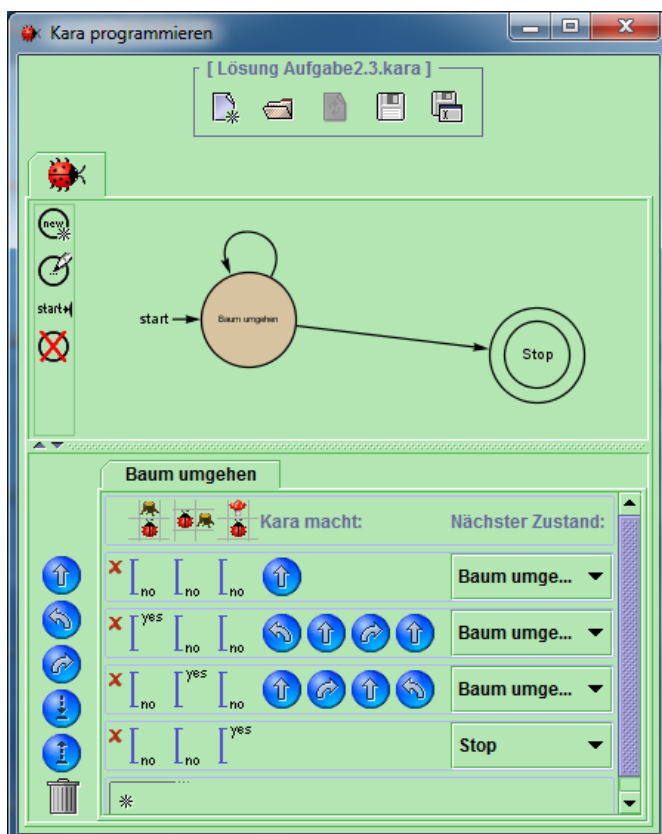 Kara programmieren
[ Lösung Aufgabe2.3.kara ]
new
start
start
Baum umgehen
Stop
Baum umgehen
Kara macht:
Nächster Zustand:
no no no
Baum umge...
yes no no
Baum umge...
no yes no
Baum umge...
no no yes
Stop